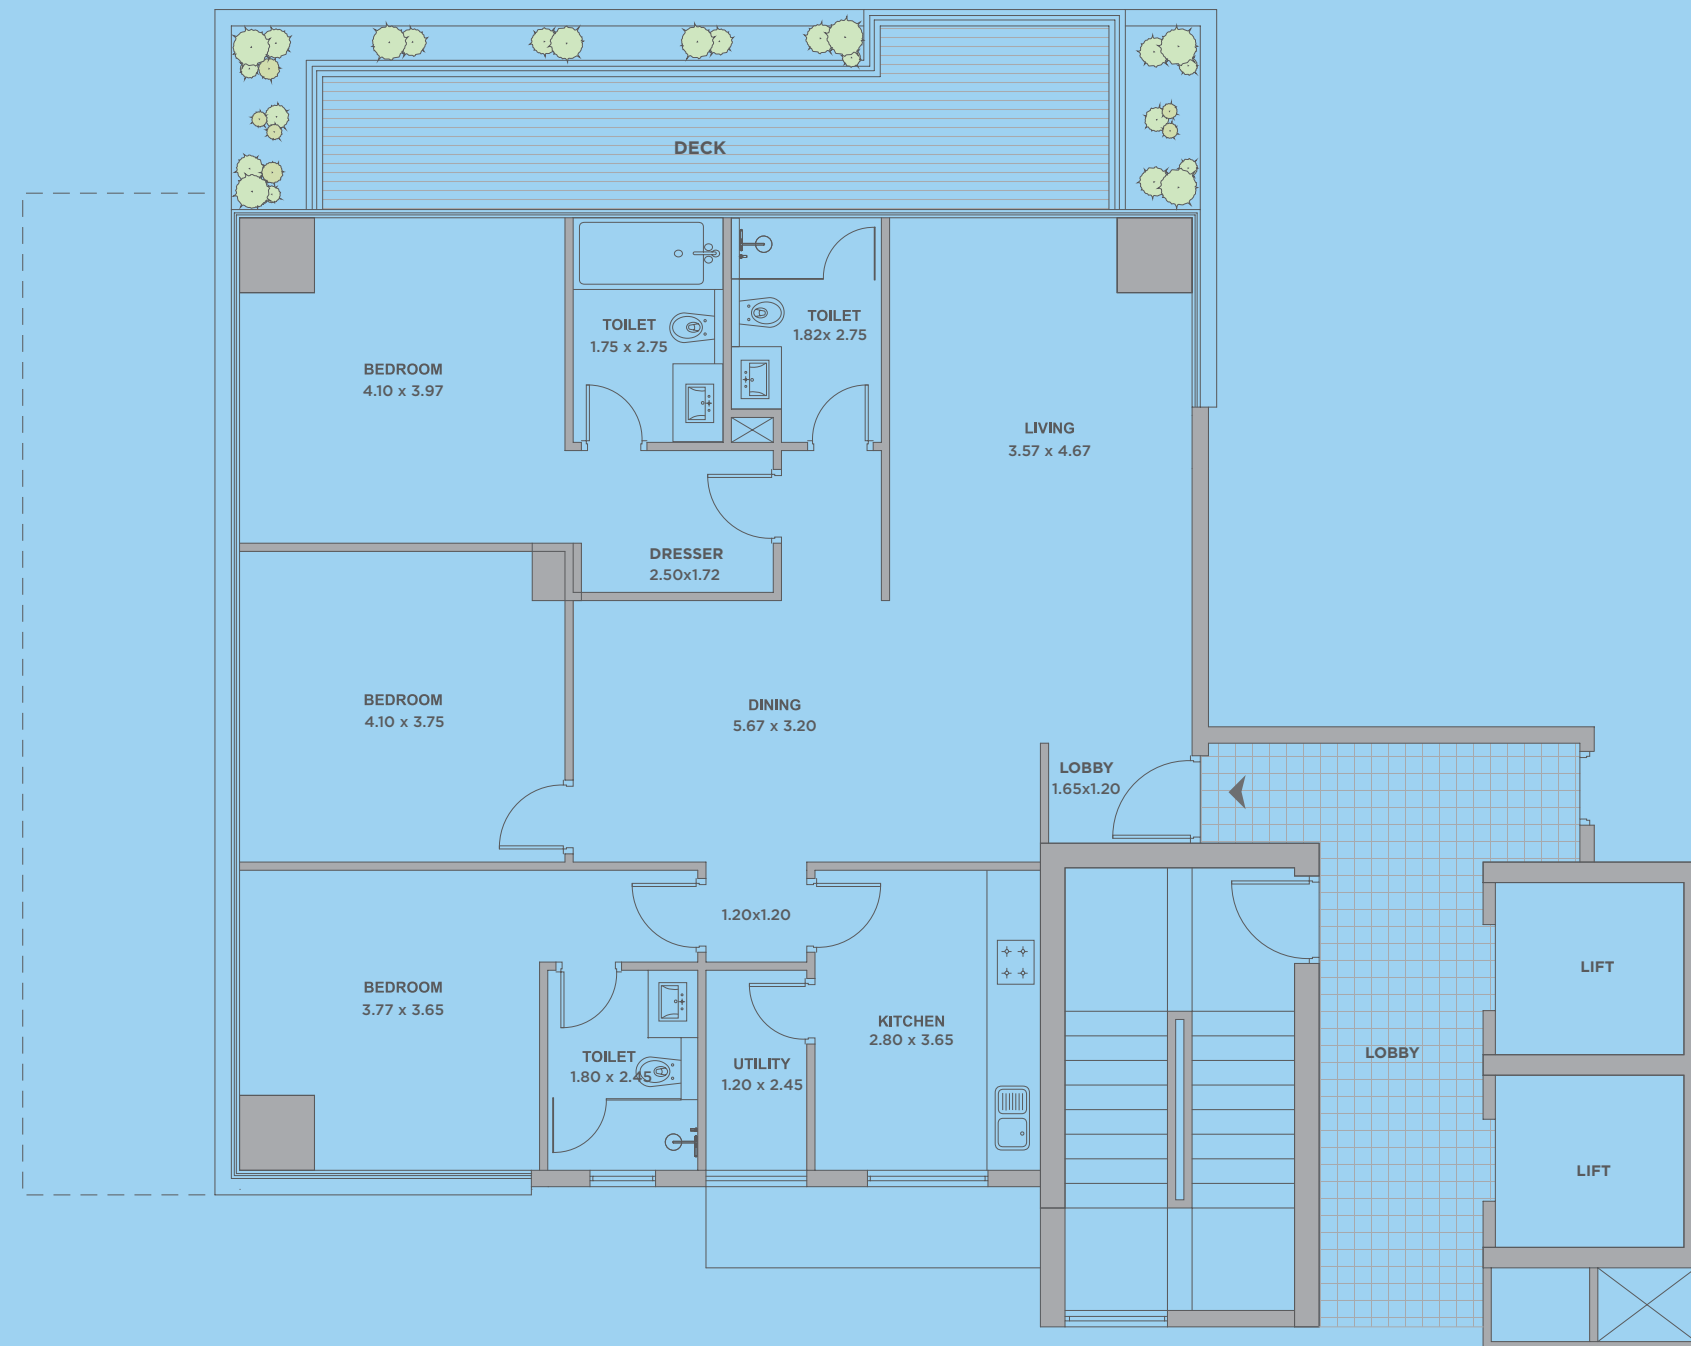 DECK
TOILET
1.75 x 2.75
TOILET
1.82x 2.75
BEDROOM
4.10 x 3.97
LIVING
3.57 x 4.67
DRESSER
2.50x1.72
BEDROOM
4.10 x 3.75
DINING
5.67 x 3.20
LOBBY
1.65x1.20
1.20x1.20
BEDROOM
3.77 x 3.65
TOILET
1.80 x 2.45
UTILITY
1.20 x 2.45
KITCHEN
2.80 x 3.65
LOBBY
LIFT
LIFT